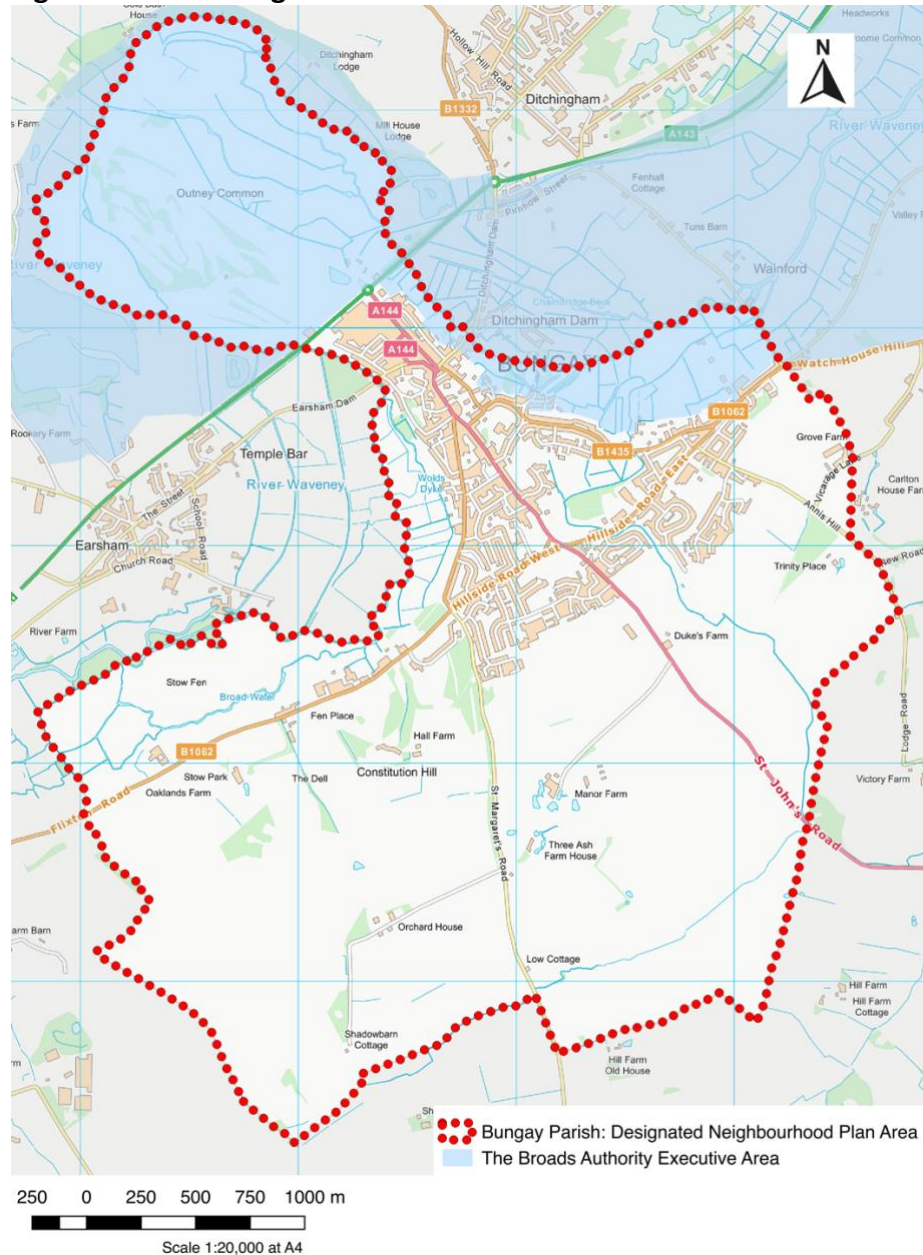 House
Ditchingham
Lodge
Hollow Hill Road
Headworks
Broome Common
N
B1332
Ditchingham
Farm
Mill House
Lodge
A143
River Waveney
Outney Common
Pirnhow Street
Fenhalt
Cottage
Ditchingham Dam
Tuns Barn
Valley
River Waveney
Wainford
Chainbridge Beck
A144
Ditchingham Dam
A144
BUNGAY
Watch House Hill
Earsham Dam
B1062
Rookery Farm
Temple Bar
B1435
Grove Farm
Vicarage Lane
Carlton
House Farm
The Street
River Waveney
Wolds
Dyke
Hillside Road East
Annis Hill
School Road
Earsham
Church Road
Hillside Road West
Trinity Place
New Road
River Farm
Duke's Farm
Stow Fen
Broad Water
Lodge Road
Fen Place
Hall Farm
B1062
Stow Park
The Dell
Constitution Hill
St. John's Road
Victory Farm
Oaklands Farm
Manor Farm
Flixton Road
St Margaret's Road
Three Ash
Farm House
arm Barn
Orchard House
Low Cottage
Hill Farm
Hill Farm
Cottage
Shadowbarn
Cottage
Hill Farm
Old House
Bungay Parish: Designated Neighbourhood Plan Area
The Broads Authority Executive Area
250 0 250 500 750 1000 m
Scale 1:20,000 at A4